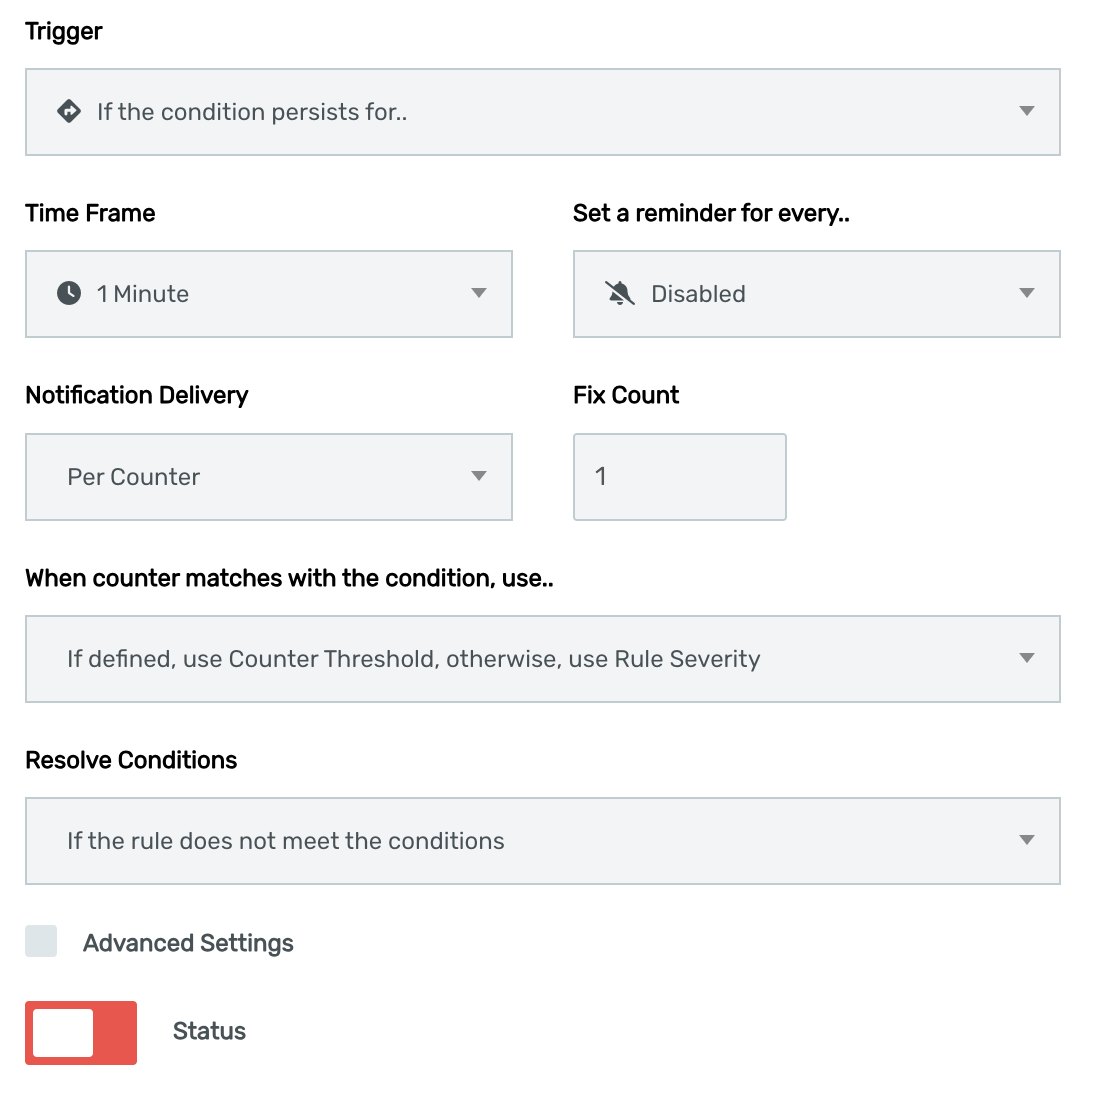 Trigger
If the condition persists for..
Time Frame
Set a reminder for every..
1 Minute
Disabled
Notification Delivery
Fix Count
Per Counter
1
When counter matches with the condition, use..
If defined, use Counter Threshold, otherwise, use Rule Severity
Resolve Conditions
If the rule does not meet the conditions
Advanced Settings
Status